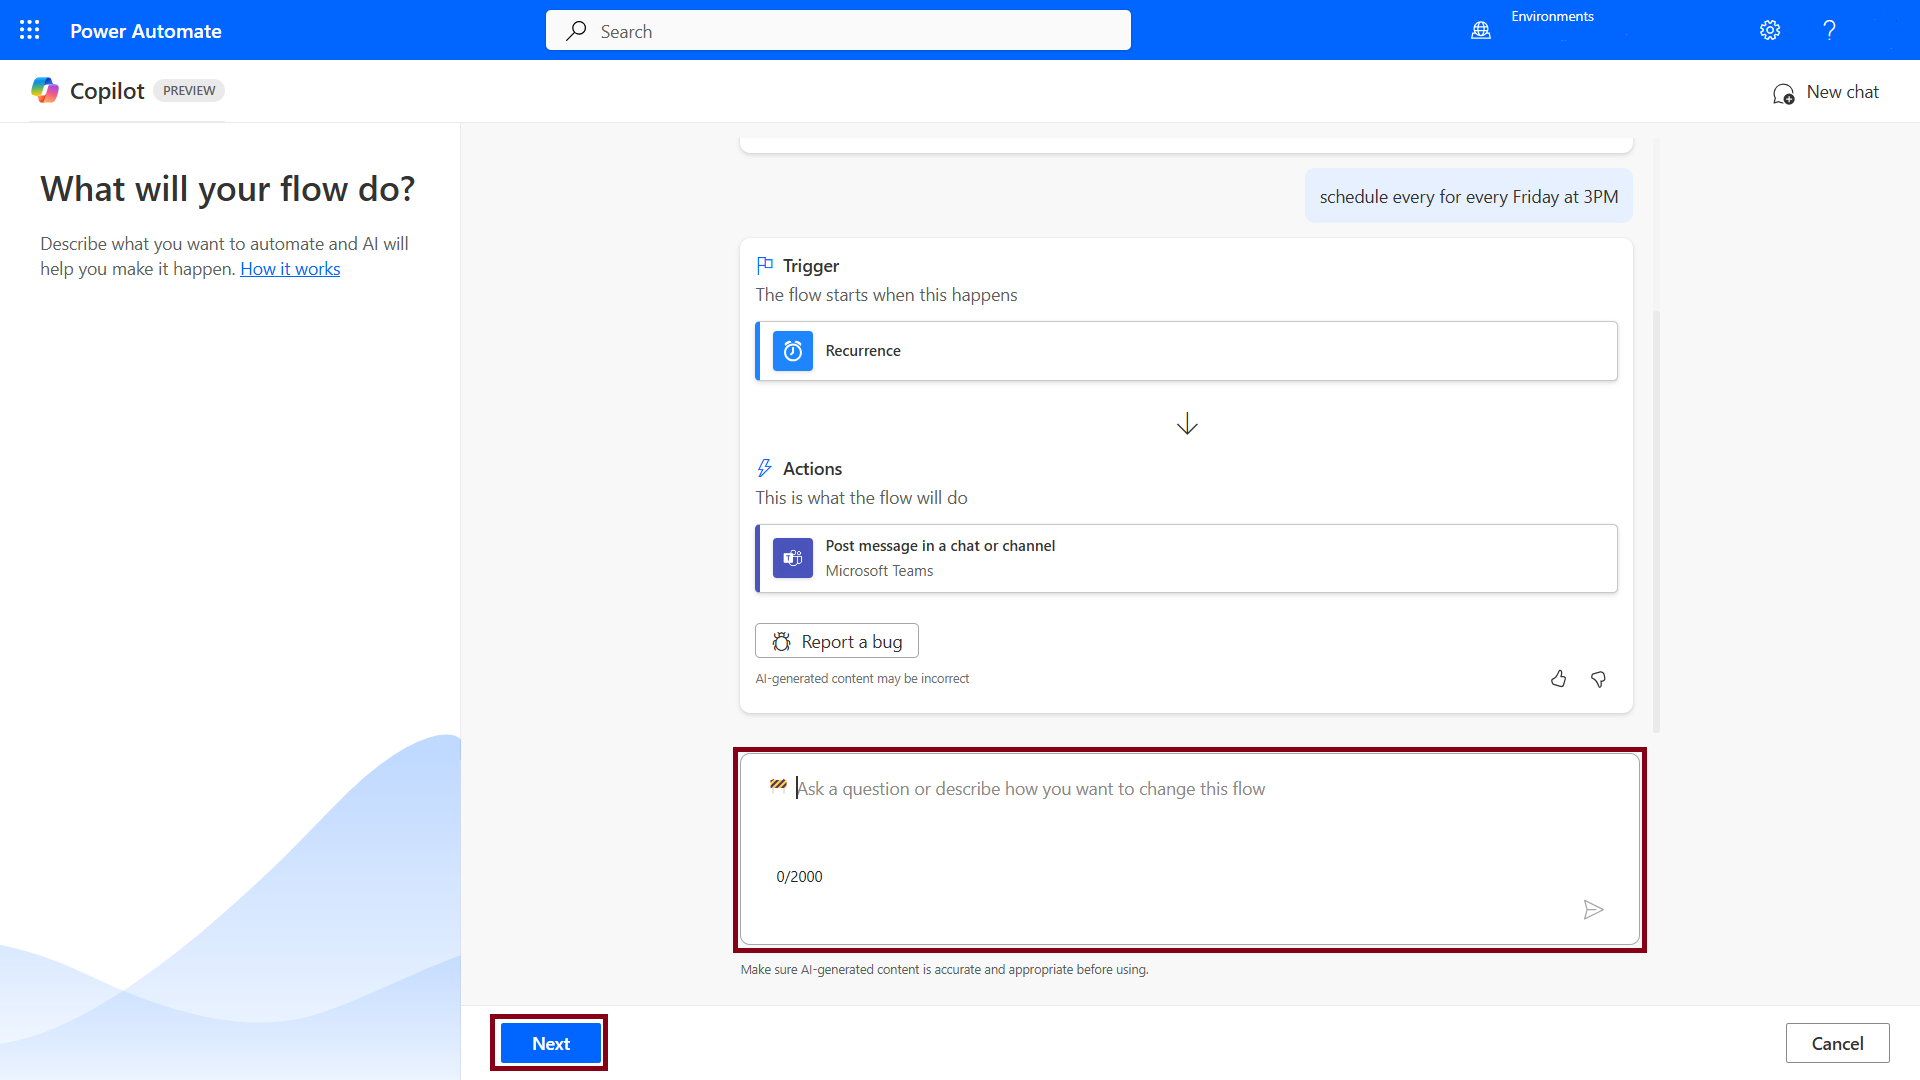 Power Automate
Search
Environments
?
Copilot PREVIEW
New chat
What will your flow do?
Describe what you want to automate and AI will
help you make it happen. How it works
schedule every for every Friday at 3PM
Trigger
The flow starts when this happens
Recurrence
Actions
This is what the flow will do
Post message in a chat or channel
Microsoft Teams
Report a bug
AI-generated content may be incorrect
Ask a question or describe how you want to change this flow
0/2000
Make sure AI-generated content is accurate and appropriate before using.
Next
Cancel